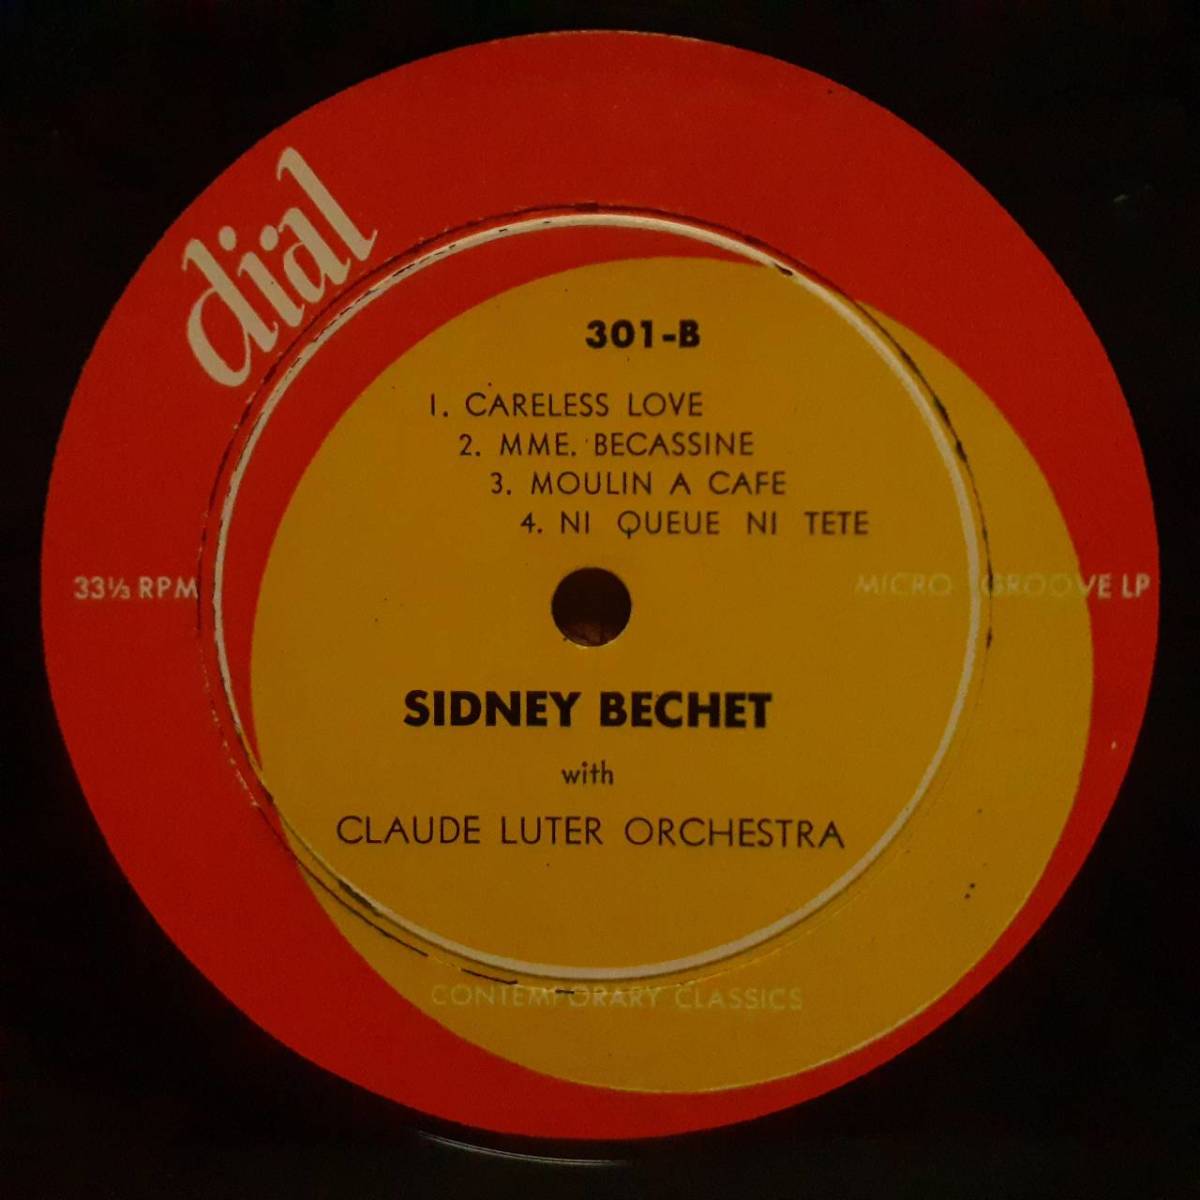 dial
301-B
1. CARELESS LOVE
2. MME. BECASSINE
3. MOULIN A CAFE
4. NI QUEUE NI TETE
33⅓ RPM
MICRO GROOVE LP
SIDNEY BECHET
with
CLAUDE LUTER ORCHESTRA
CONTEMPORARY CLASSICS